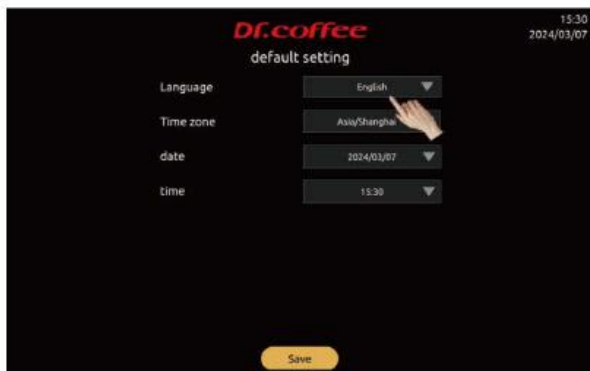 15:30
Dr.coffee
2024/03/07
default setting
Language English
Time zone Asia/Shanghai
date 2024/03/07
time 15:30
Save